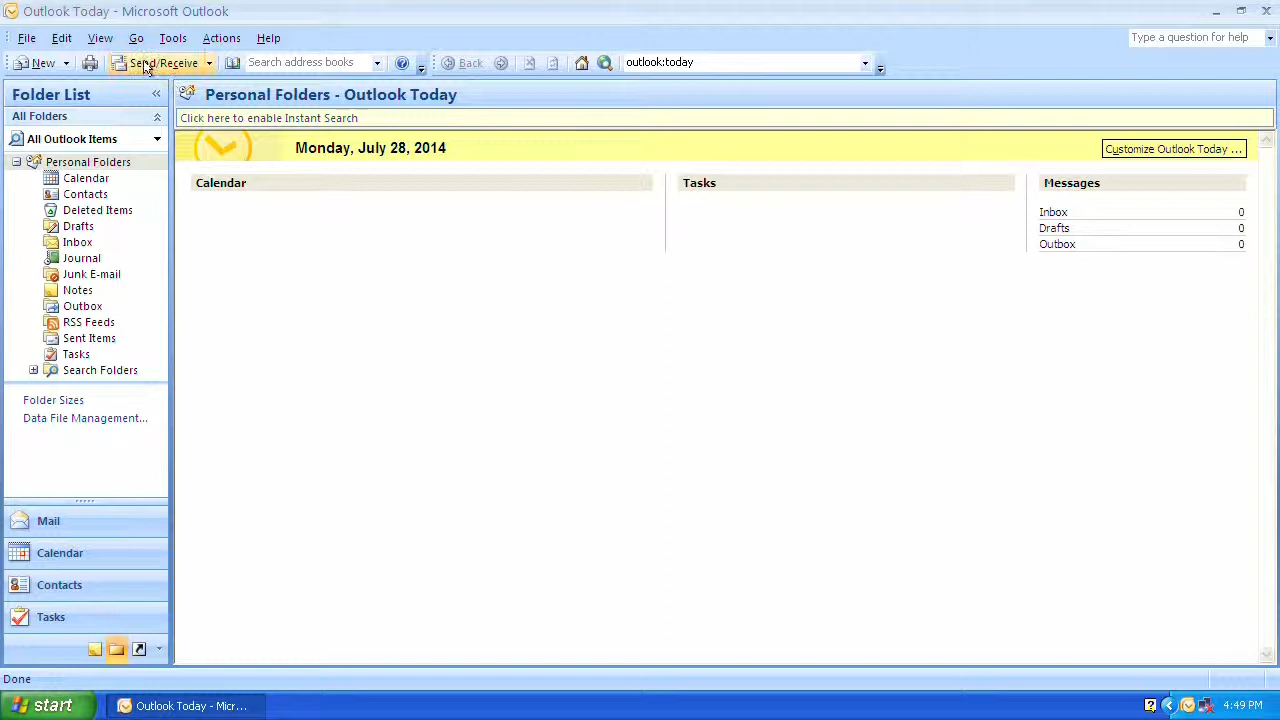 Outlook Today - Microsoft Outlook
File Edit View Go Tools Actions Help
Type a question for help
New Send/Receive Search address books Back outlook:today
Folder List
All Folders
All Outlook Items
Personal Folders
Calendar
Contacts
Deleted Items
Drafts
Inbox
Journal
Junk E-mail
Notes
Outbox
RSS Feeds
Sent Items
Tasks
Search Folders
Folder Sizes
Data File Management...
Mail
Calendar
Contacts
Tasks
Personal Folders - Outlook Today
Click here to enable Instant Search
Monday, July 28, 2014
Customize Outlook Today ...
Calendar
Tasks
Messages
Inbox 0
Drafts 0
Outbox 0
Done
start
Outlook Today - Micr...
4:49 PM